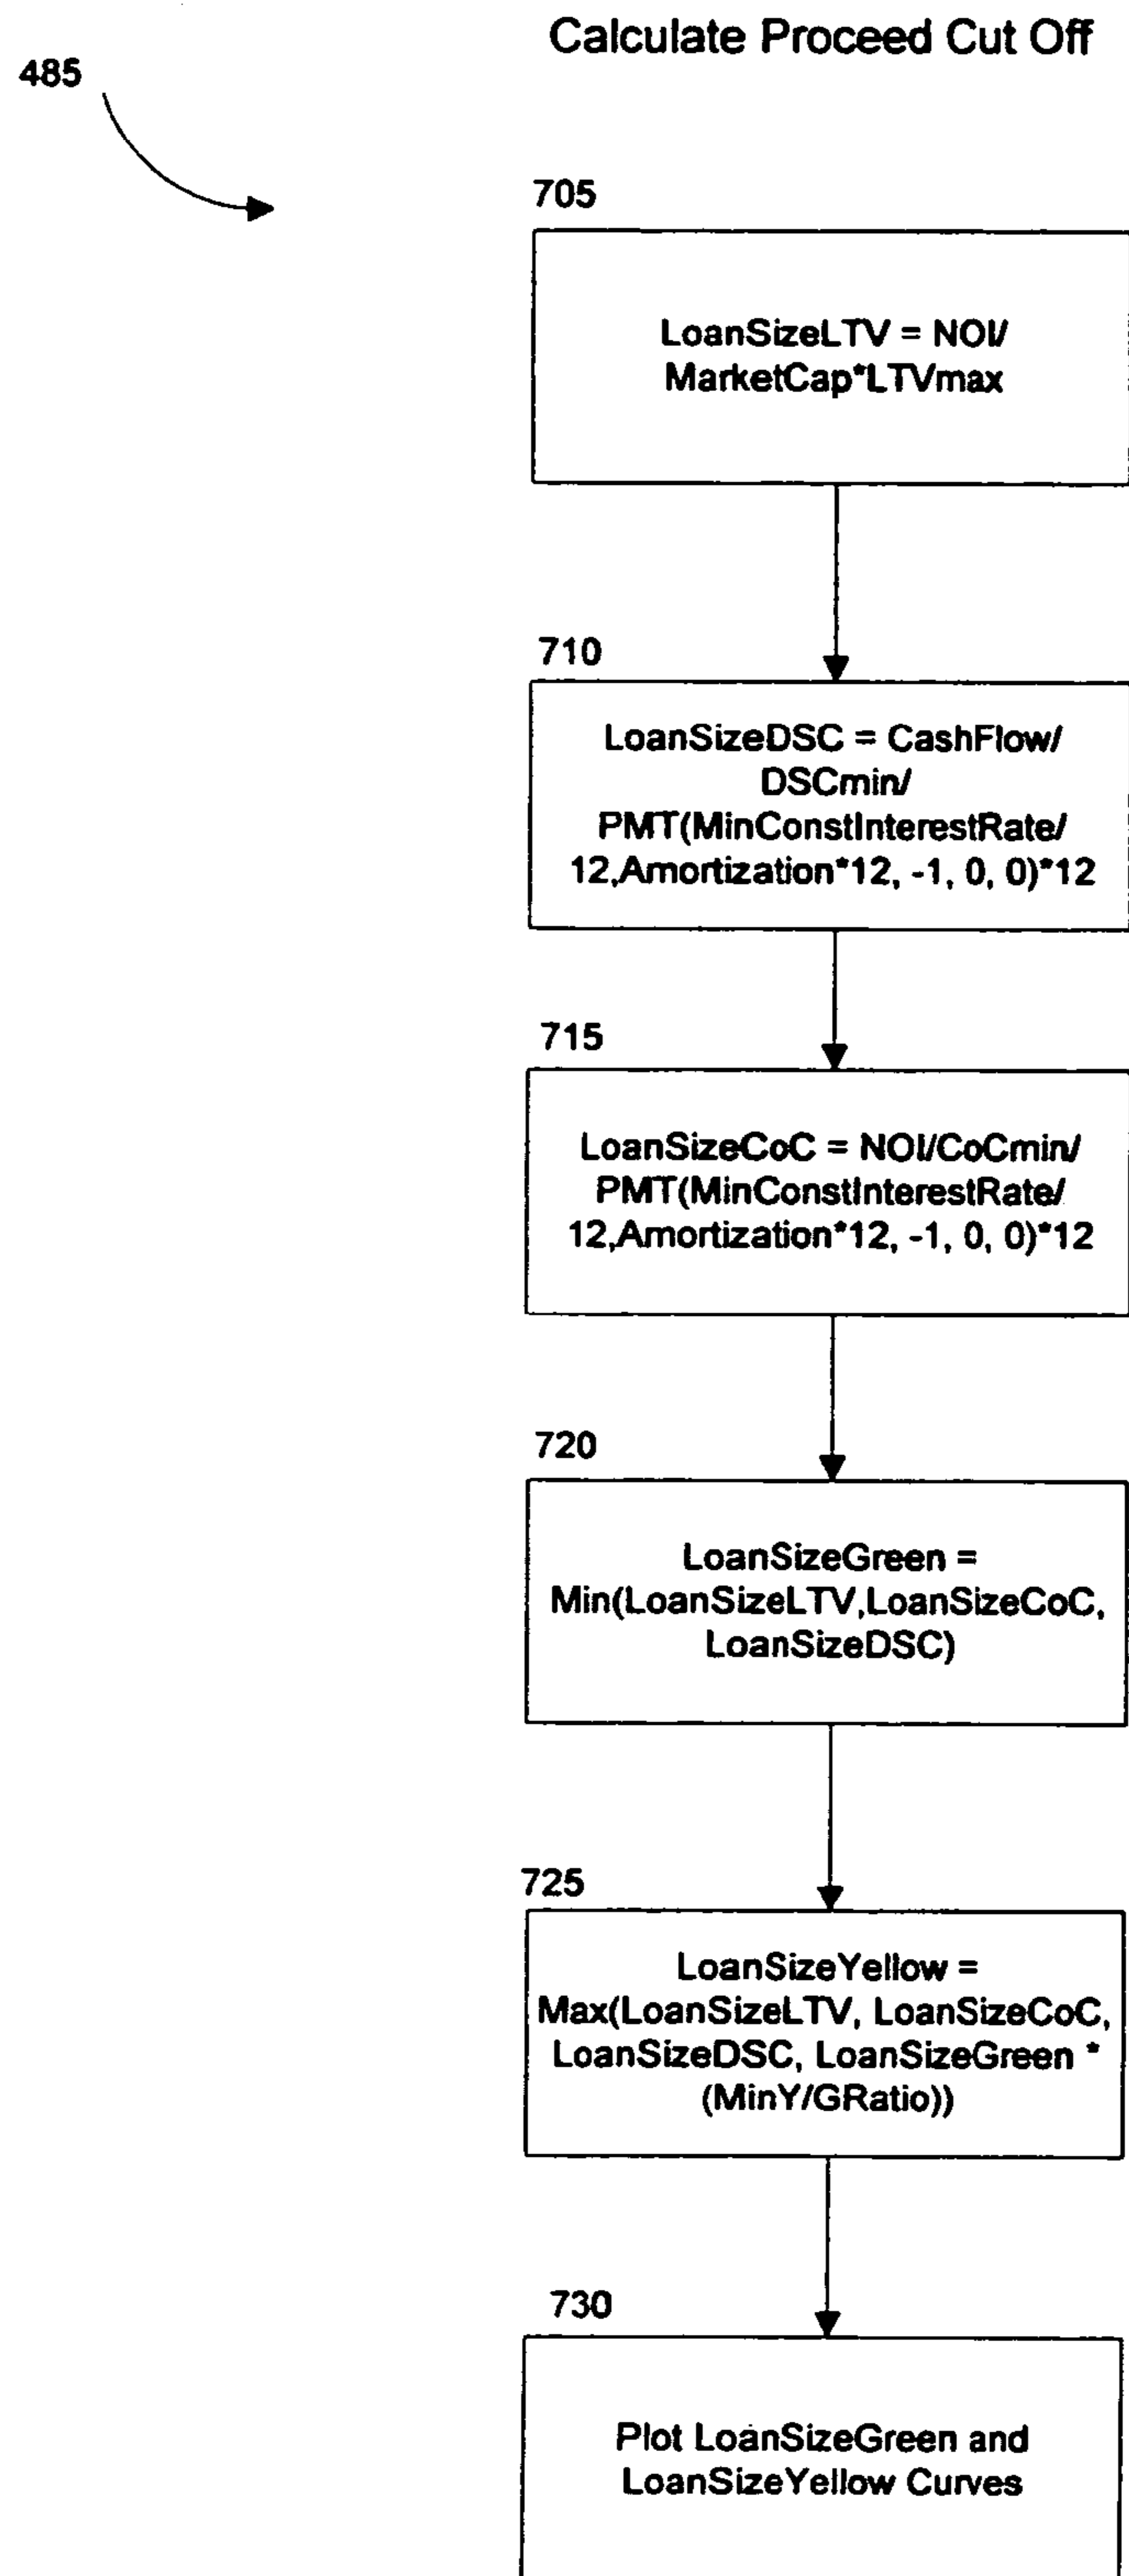 Calculate Proceed Cut Off
485
705
LoanSizeLTV = NOI/
MarketCap*LTVmax
710
LoanSizeDSC = CashFlow/
DSCmin/
PMT(MinConstInterestRate/
12,Amortization*12, -1, 0, 0)*12
715
LoanSizeCoC = NOI/CoCmin/
PMT(MinConstInterestRate/
12,Amortization*12, -1, 0, 0)*12
720
LoanSizeGreen =
Min(LoanSizeLTV,LoanSizeCoC,
LoanSizeDSC)
725
LoanSizeYellow =
Max(LoanSizeLTV, LoanSizeCoC,
LoanSizeDSC, LoanSizeGreen *
(MinY/GRatio))
730
Plot LoanSizeGreen and
LoanSizeYellow Curves